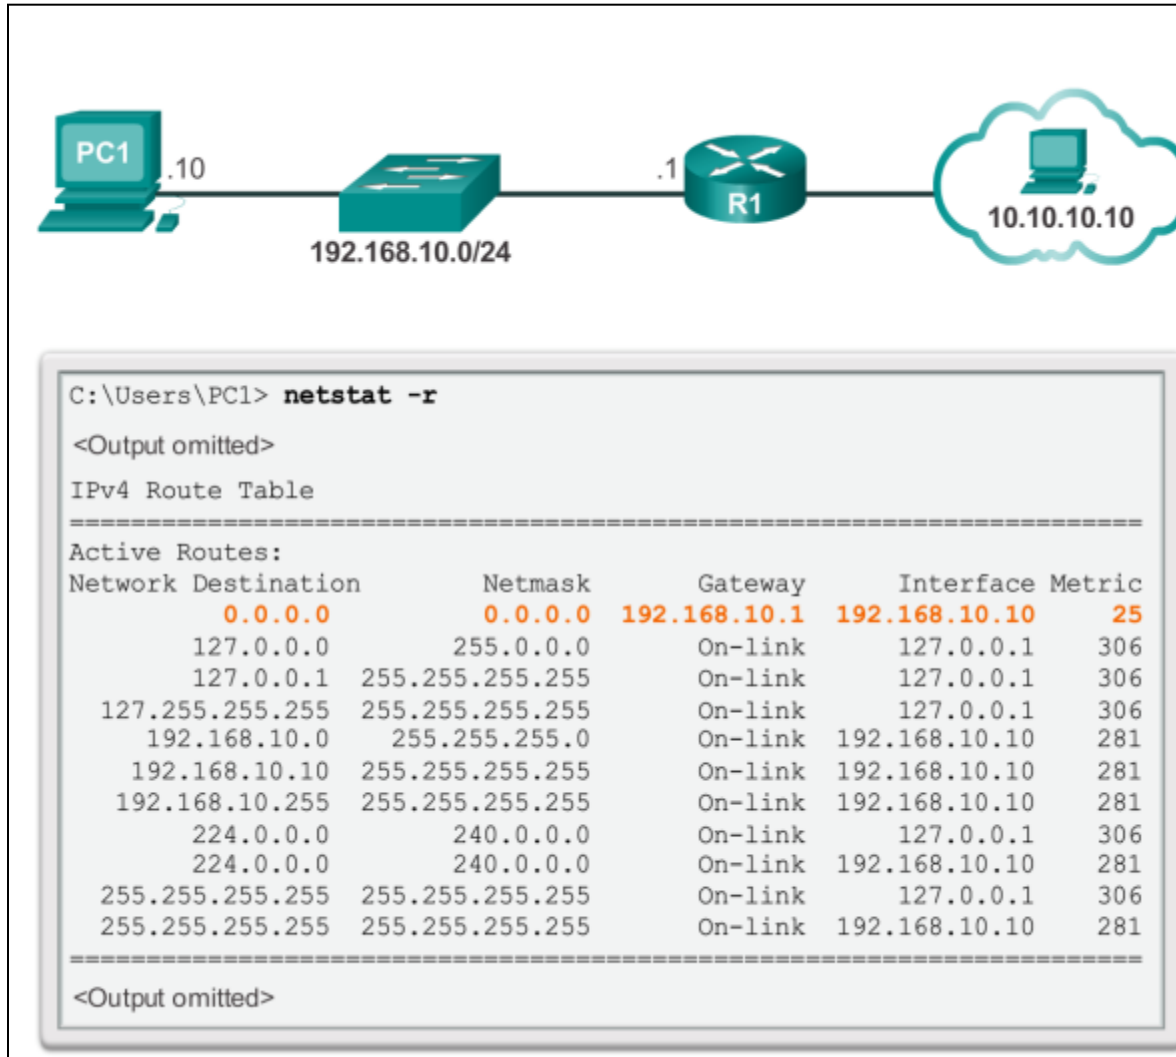 PC1
.10
.1
R1
10.10.10.10
192.168.10.0/24
C:\Users\PC1> netstat -r
<Output omitted>
IPv4 Route Table
===========================================================================
Active Routes:
Network Destination Netmask Gateway Interface Metric
0.0.0.0 0.0.0.0 192.168.10.1 192.168.10.10 25
127.0.0.0 255.0.0.0 On-link 127.0.0.1 306
127.0.0.1 255.255.255.255 On-link 127.0.0.1 306
127.255.255.255 255.255.255.255 On-link 127.0.0.1 306
192.168.10.0 255.255.255.0 On-link 192.168.10.10 281
192.168.10.10 255.255.255.255 On-link 192.168.10.10 281
192.168.10.255 255.255.255.255 On-link 192.168.10.10 281
224.0.0.0 240.0.0.0 On-link 127.0.0.1 306
224.0.0.0 240.0.0.0 On-link 192.168.10.10 281
255.255.255.255 255.255.255.255 On-link 127.0.0.1 306
255.255.255.255 255.255.255.255 On-link 192.168.10.10 281
===========================================================================
<Output omitted>